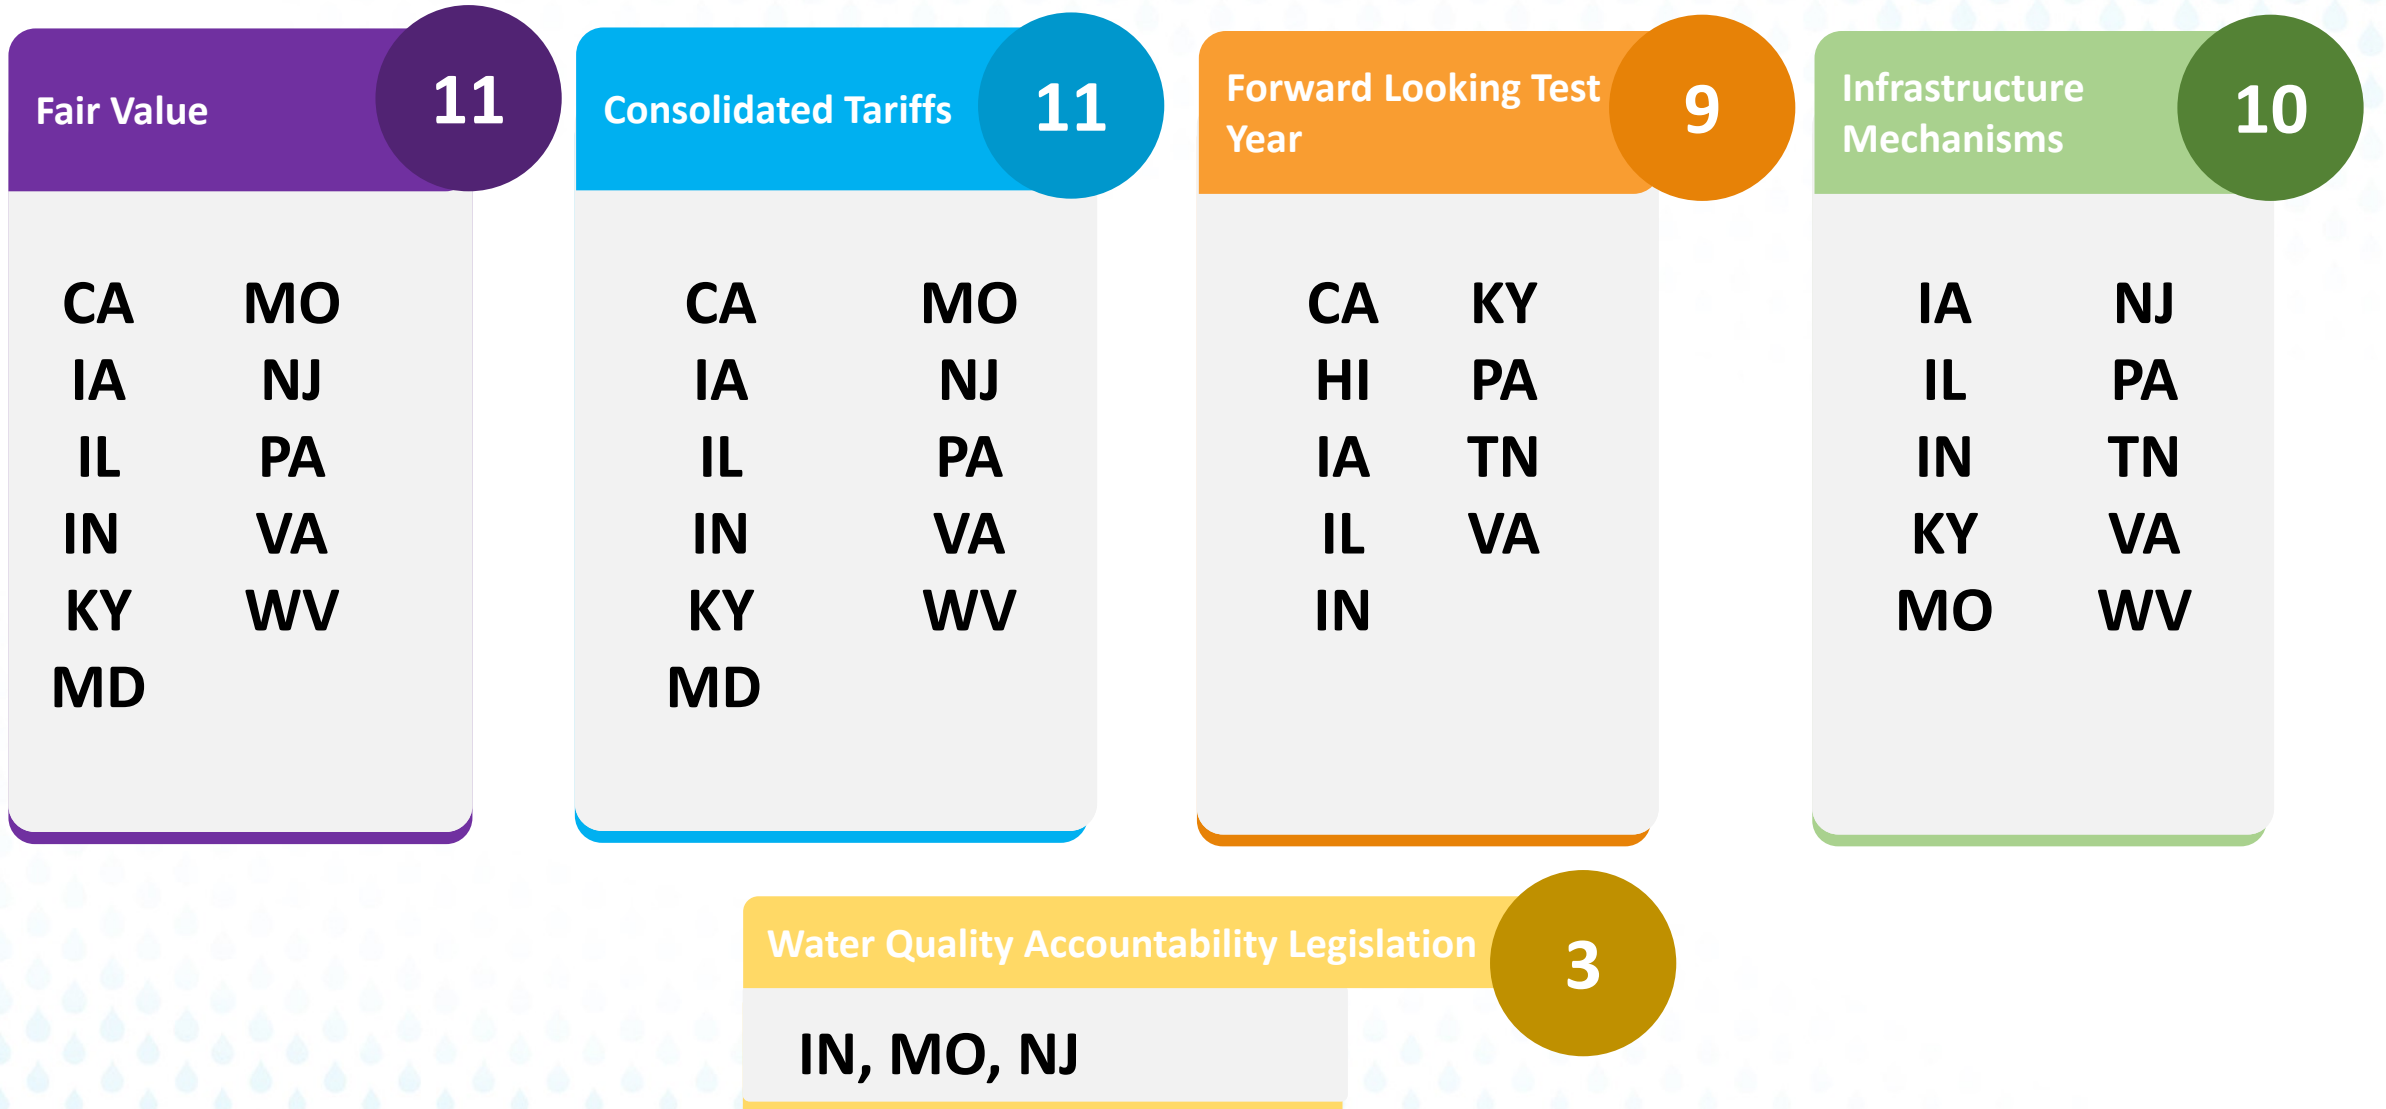 Fair Value
11
CA MO
IA NJ
IL PA
IN VA
KY WV
MD
Consolidated Tariffs
11
CA MO
IA NJ
IL PA
IN VA
KY WV
MD
Forward Looking Test
Year
9
CA KY
HI PA
IA TN
IL VA
IN
Infrastructure
Mechanisms
10
IA NJ
IL PA
IN TN
KY VA
MO WV
Water Quality Accountability Legislation
3
IN, MO, NJ